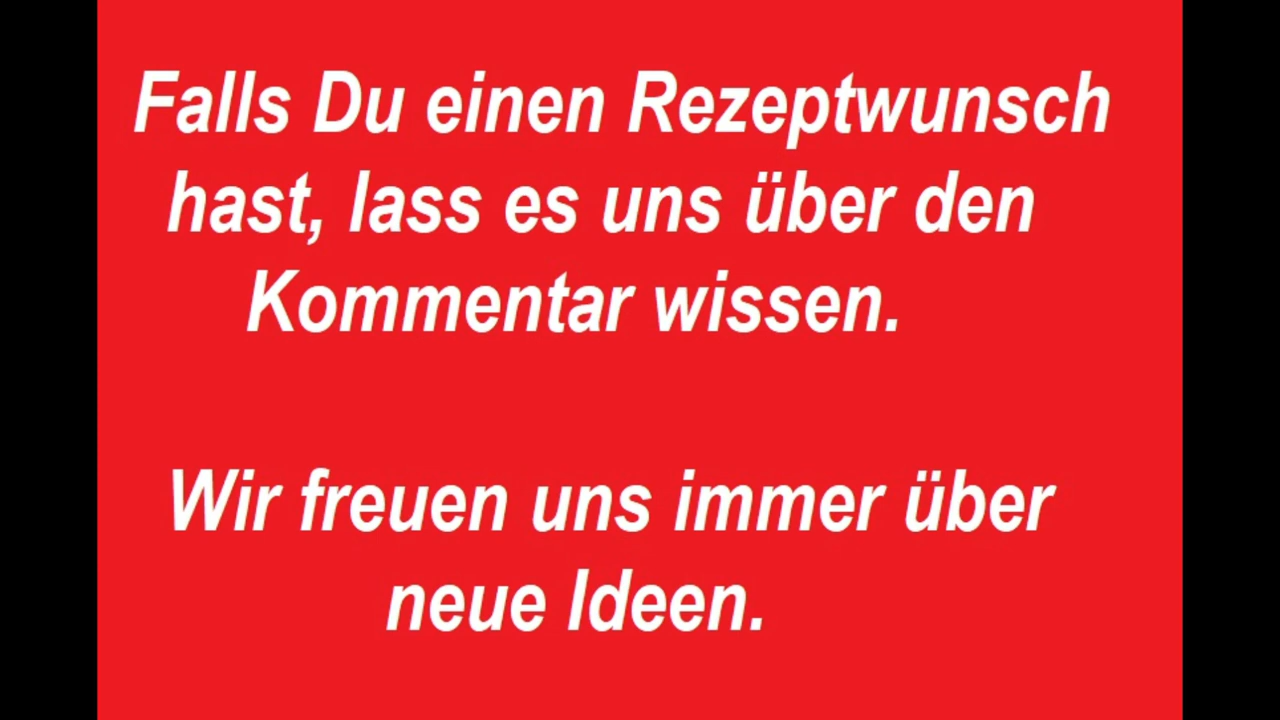 Falls Du einen Rezeptwunsch
hast, lass es uns über den
Kommentar wissen.
Wir freuen uns immer über
neue Ideen.